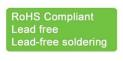 RoHS Compliant
Lead free
Lead-free soldering